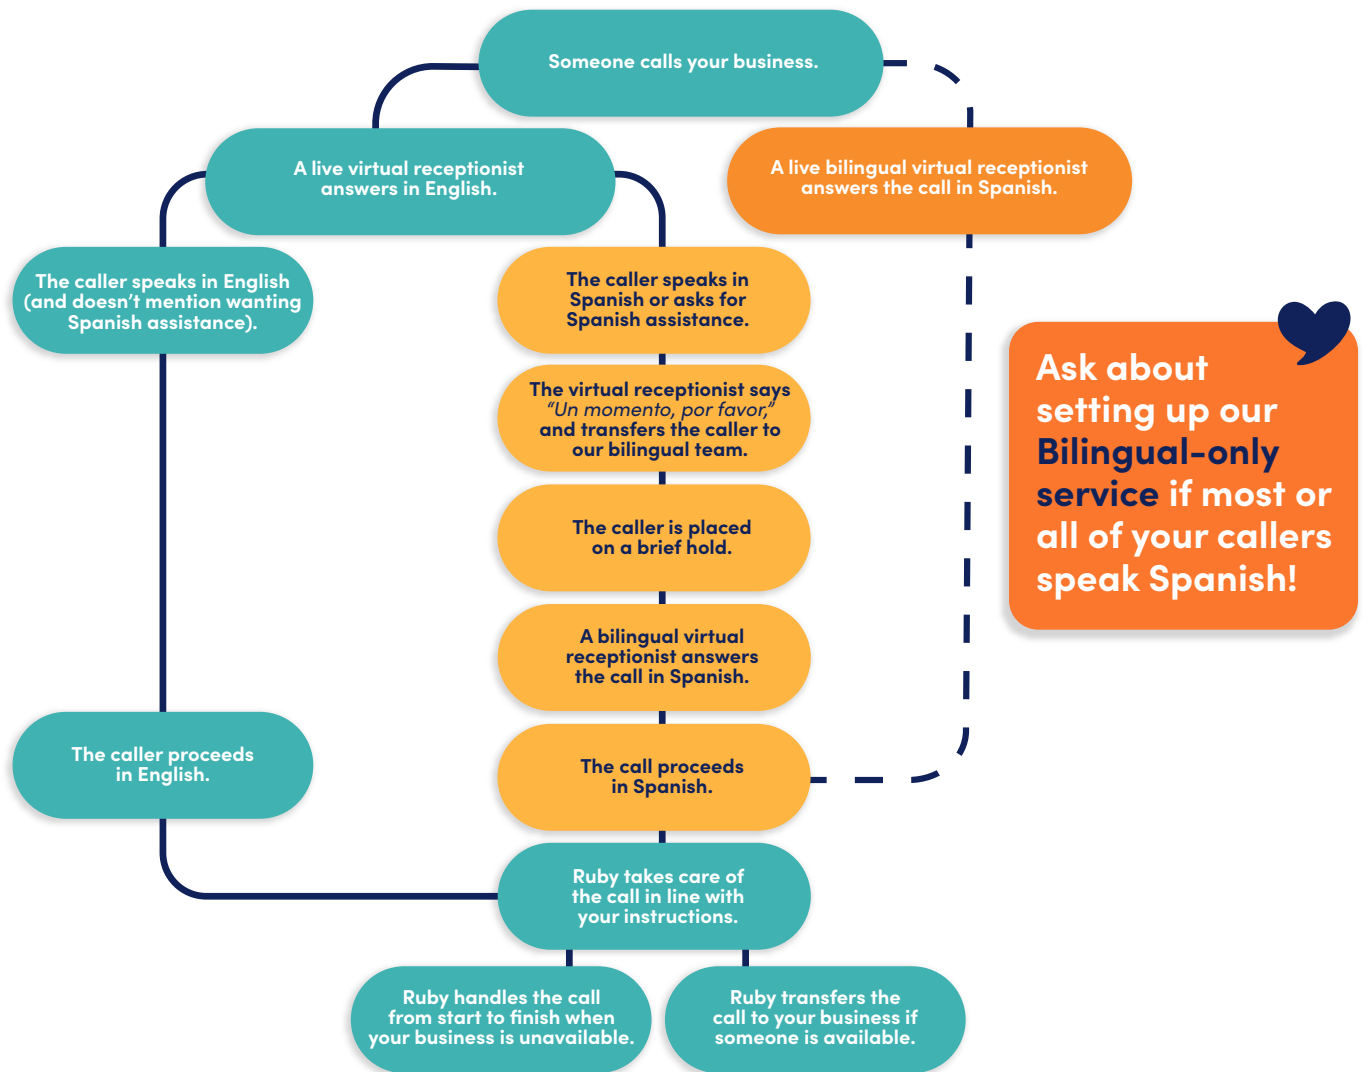 Someone calls your business.
A live virtual receptionist
answers in English.
A live bilingual virtual receptionist
answers the call in Spanish.
The caller speaks in English
(and doesn't mention wanting
Spanish assistance).
The caller speaks in
Spanish or asks for
Spanish assistance.
The virtual receptionist says
“Un momento, por favor,”
and transfers the caller to
our bilingual team.
The caller is placed
on a brief hold.
A bilingual virtual
receptionist answers
the call in Spanish.
The caller proceeds
in English.
The call proceeds
in Spanish.
Ruby takes care of
the call in line with
your instructions.
Ruby handles the call
from start to finish when
your business is unavailable.
Ruby transfers the
call to your business if
someone is available.
Ask about
setting up our
Bilingual-only
service if most or
all of your callers
speak Spanish!